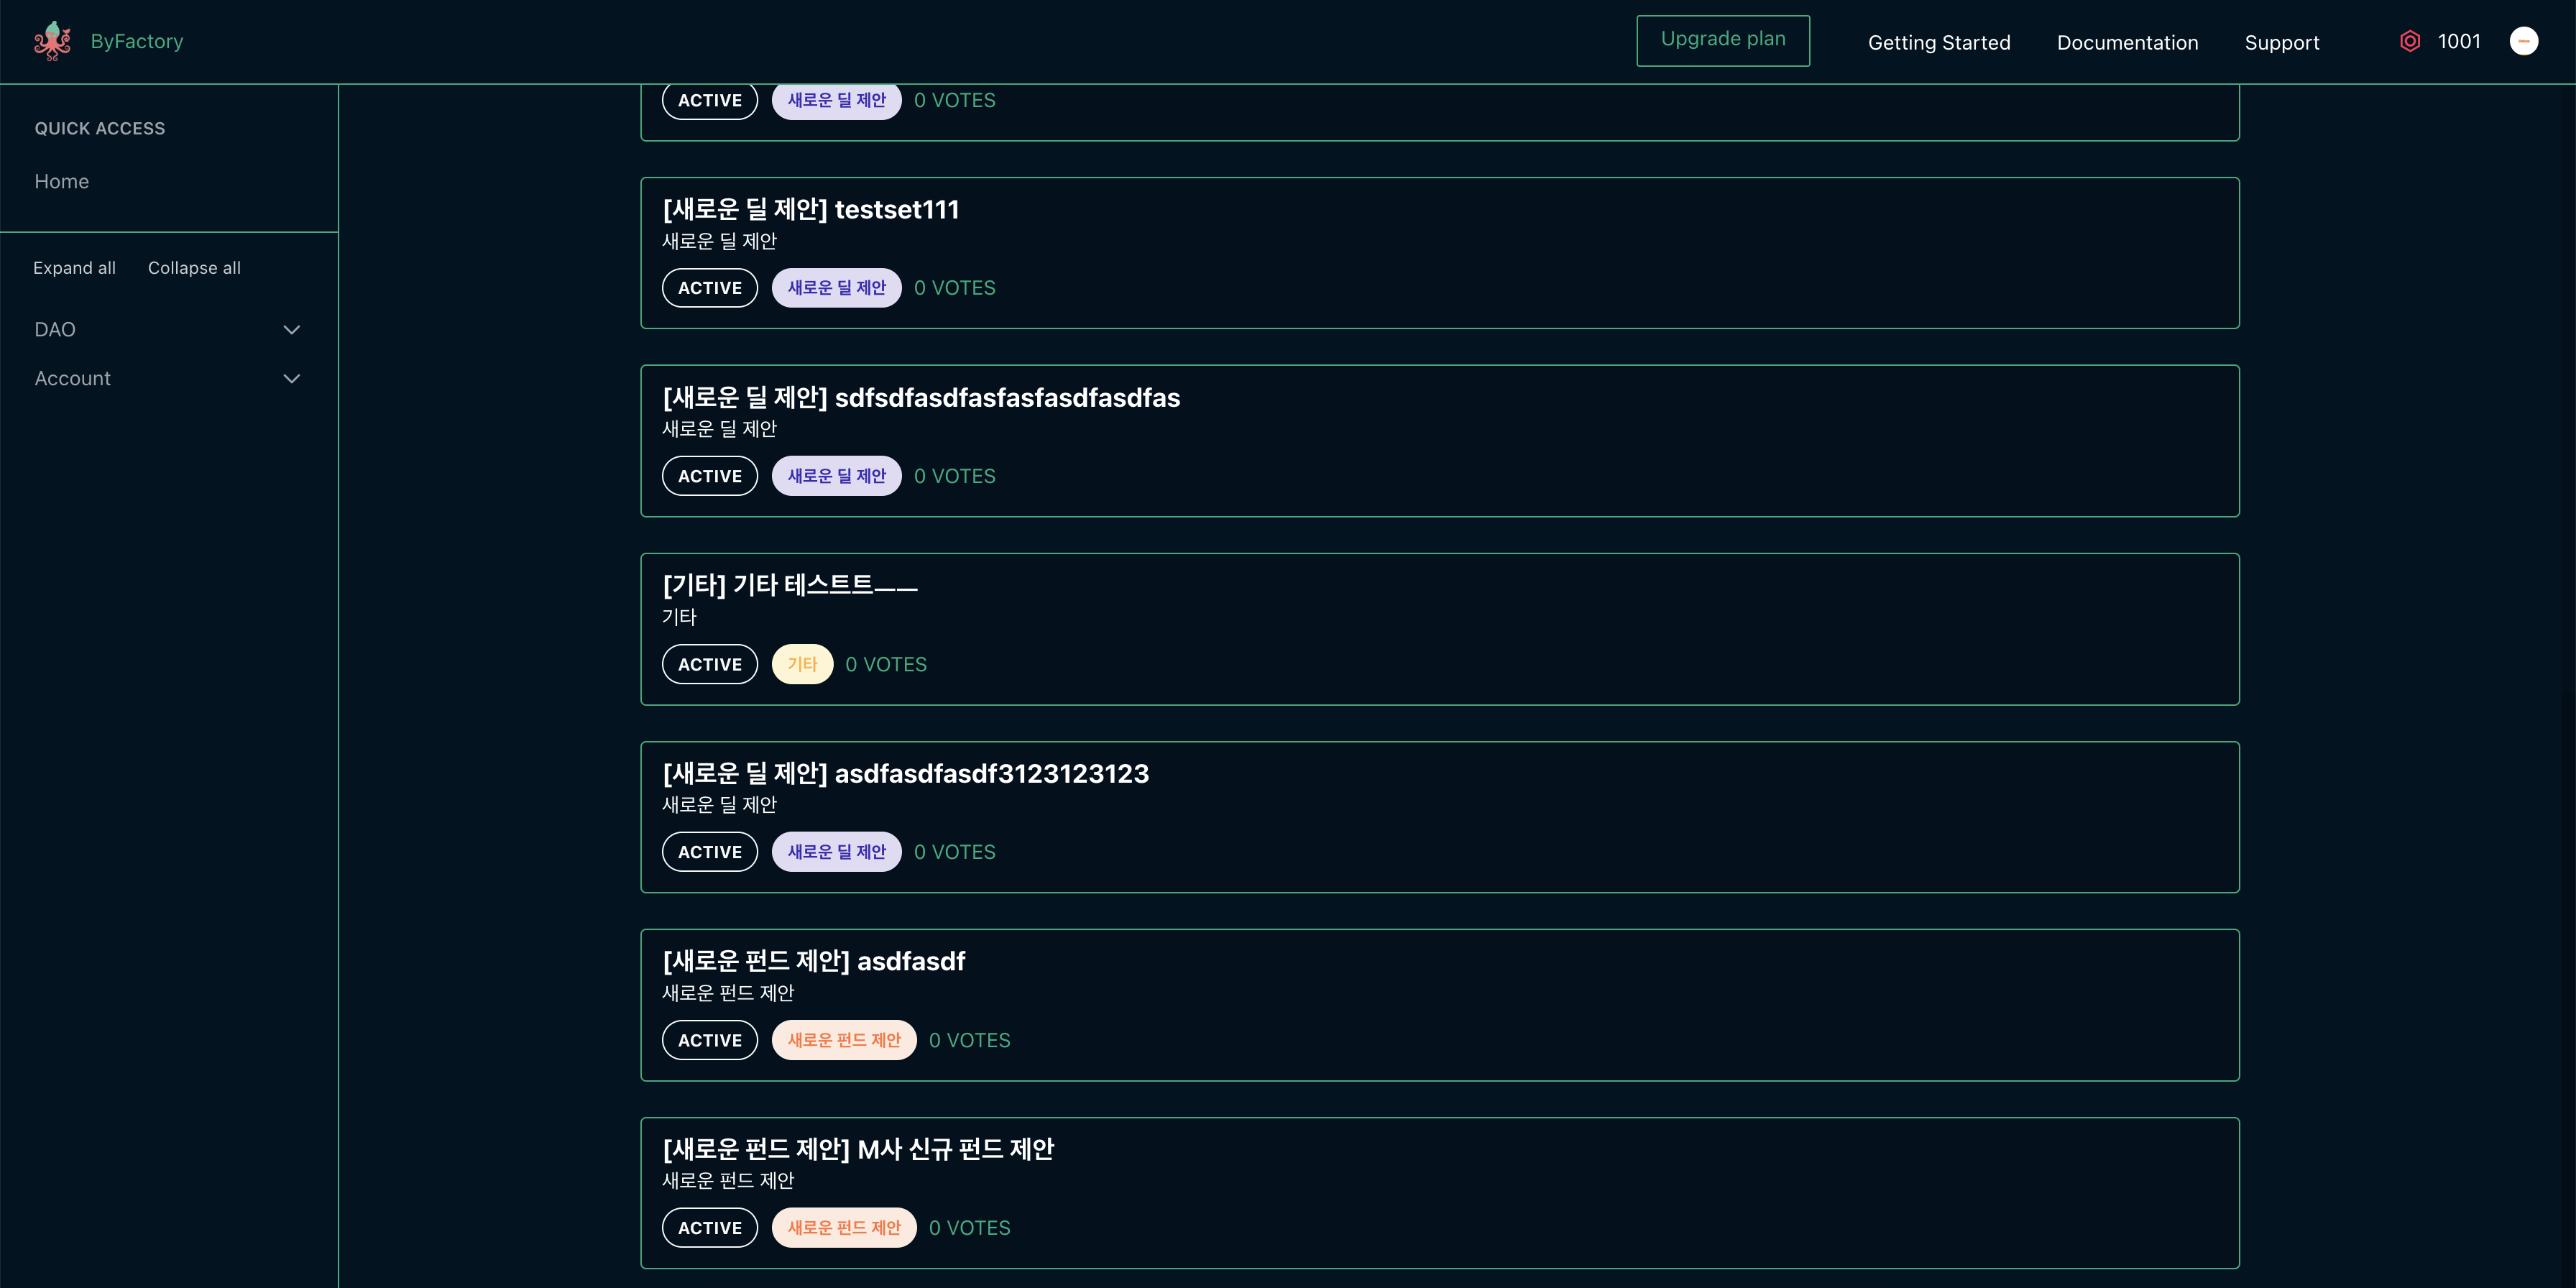 ByFactory
Upgrade plan
Getting Started
Documentation
Support
1001
QUICK ACCESS
Home
Expand all
Collapse all
DAO
Account
ACTIVE 새로운 딜 제안 0 VOTES
[새로운 딜 제안] testset111
새로운 딜 제안
ACTIVE 새로운 딜 제안 0 VOTES
[새로운 딜 제안] sdfsdfasdfasfasfasdfasdfas
새로운 딜 제안
ACTIVE 새로운 딜 제안 0 VOTES
[기타] 기타 테스트트ㅡㅡ
기타
ACTIVE 기타 0 VOTES
[새로운 딜 제안] asdfasdfasdf3123123123
새로운 딜 제안
ACTIVE 새로운 딜 제안 0 VOTES
[새로운 펀드 제안] asdfasdf
새로운 펀드 제안
ACTIVE 새로운 펀드 제안 0 VOTES
[새로운 펀드 제안] M사 신규 펀드 제안
새로운 펀드 제안
ACTIVE 새로운 펀드 제안 0 VOTES